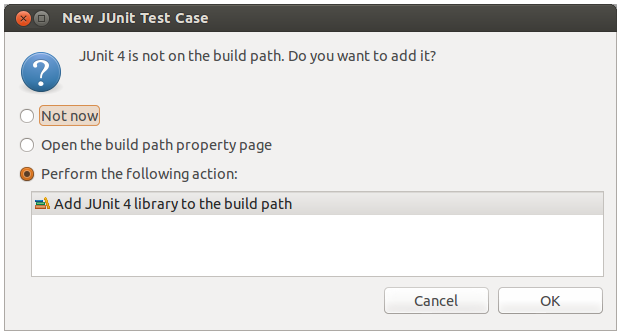 New JUnit Test Case
JUnit 4 is not on the build path. Do you want to add it?
Not now
Open the build path property page
Perform the following action:
Add JUnit 4 library to the build path
Cancel OK